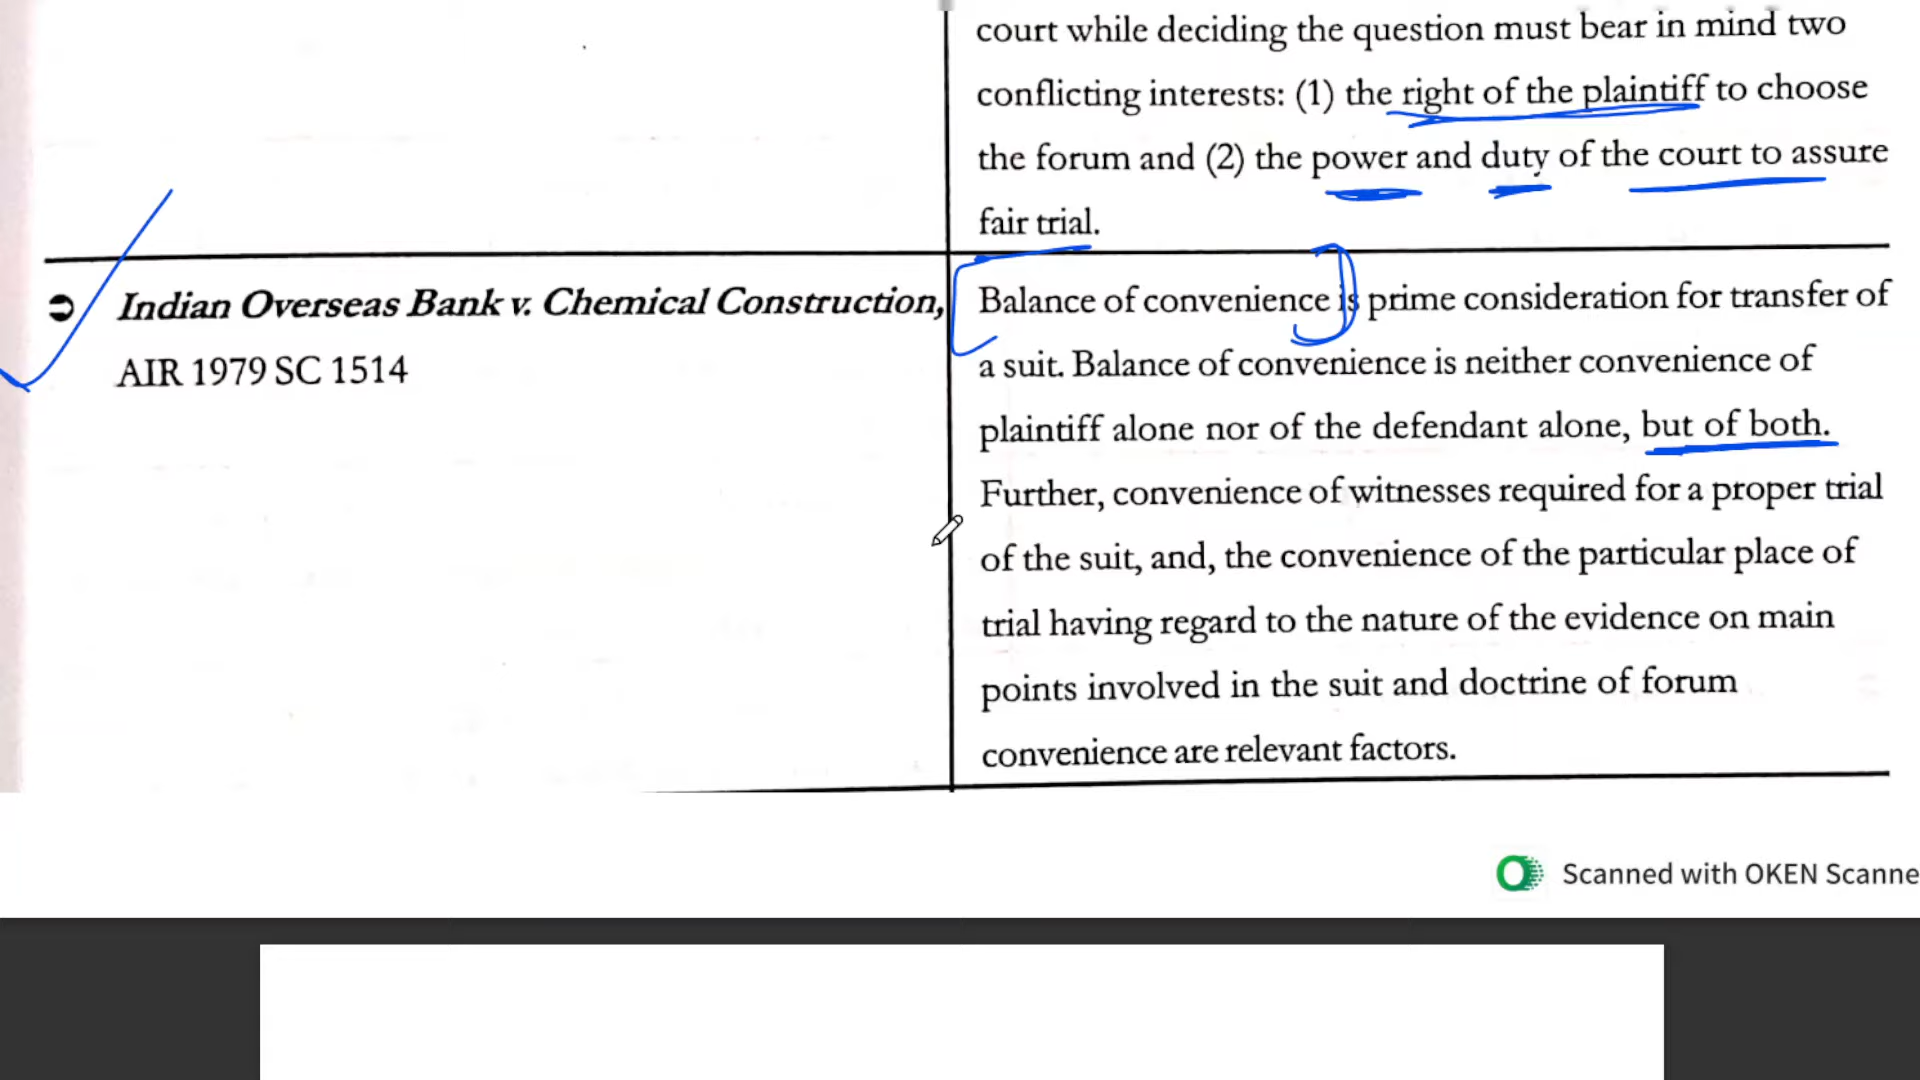 court while deciding the question must bear in mind two
conflicting interests: (1) the right of the plaintiff to choose
the forum and (2) the power and duty of the court to assure
fair trial.
➲ Indian Overseas Bank v. Chemical Construction,
AIR 1979 SC 1514
Balance of convenience is prime consideration for transfer of
a suit. Balance of convenience is neither convenience of
plaintiff alone nor of the defendant alone, but of both.
Further, convenience of witnesses required for a proper trial
of the suit, and, the convenience of the particular place of
trial having regard to the nature of the evidence on main
points involved in the suit and doctrine of forum
convenience are relevant factors.
Scanned with OKEN Scanne